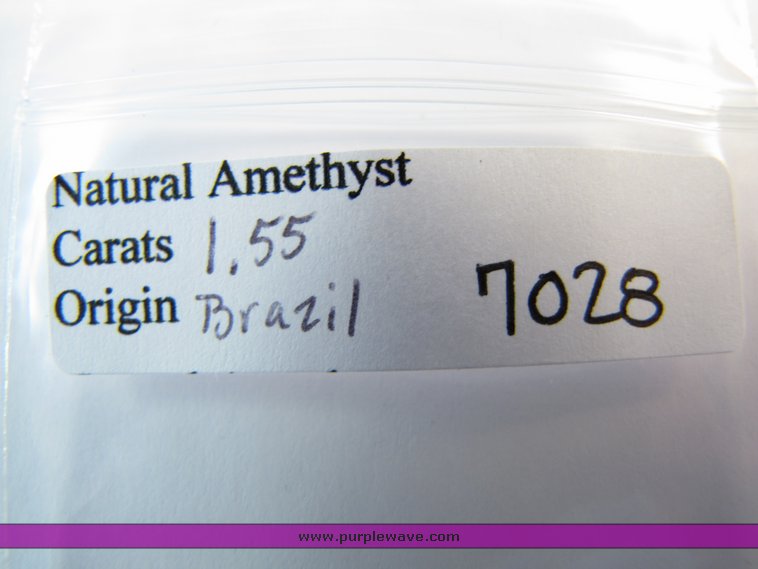 Natural Amethyst
Carats 1.55
Origin Brazil
7028
www.purplewave.com